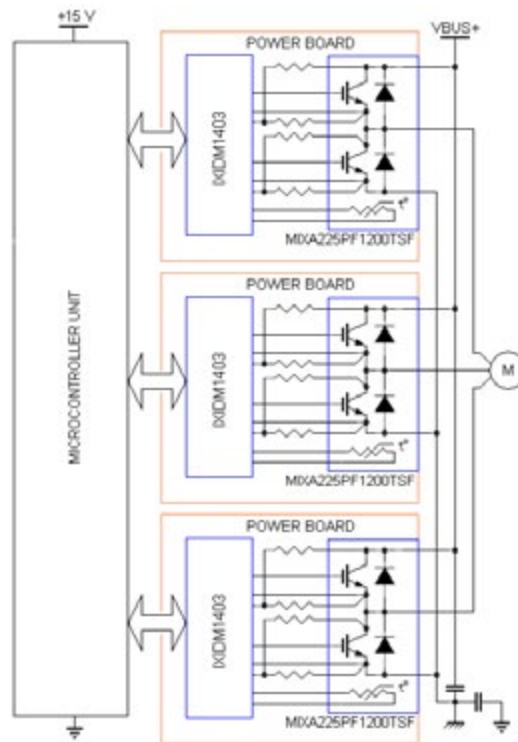 +15 V
VBUS+
MICROCONTROLLER UNIT
POWER BOARD
IXIDM1403
t°
MIXA225PF1200TSF
POWER BOARD
IXIDM1403
t°
MIXA225PF1200TSF
M
POWER BOARD
IXIDM1403
t°
MIXA225PF1200TSF